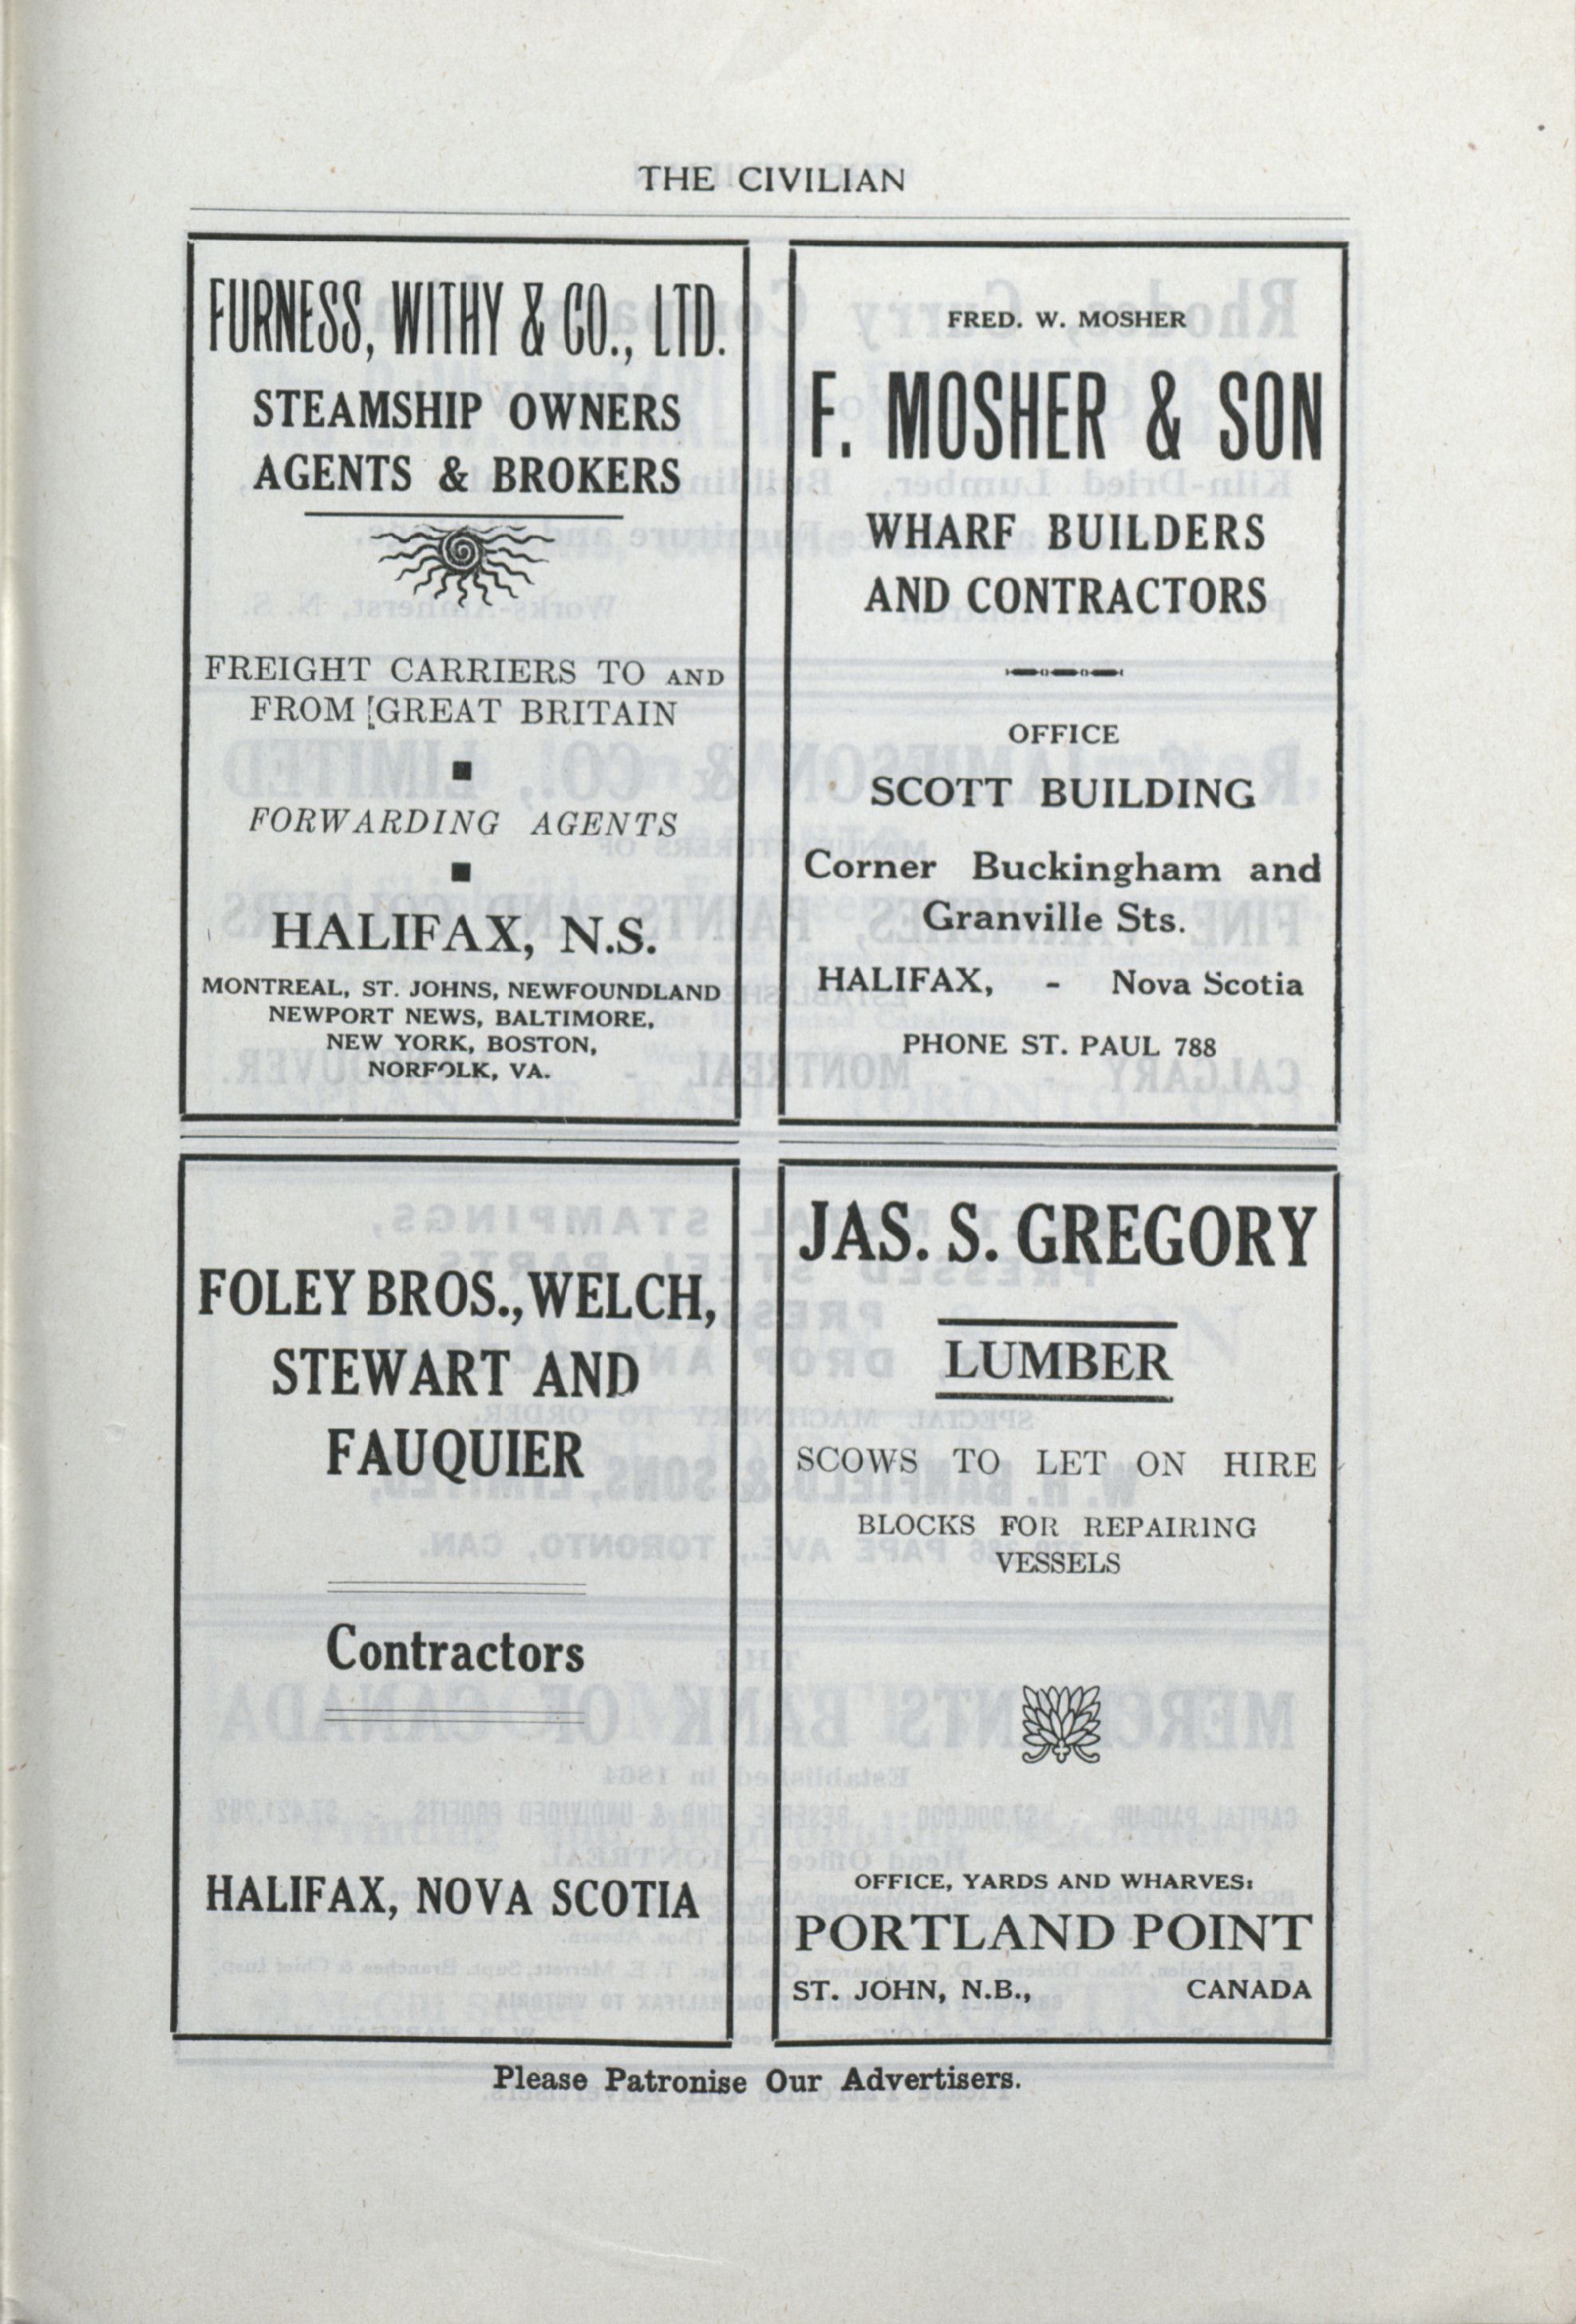 THE CIVILIAN
FURNESS, WITHY & CO., LTD.
STEAMSHIP OWNERS
AGENTS & BROKERS
FREIGHT CARRIERS TO AND
FROM [GREAT BRITAIN
FORWARDING AGENTS
HALIFAX, N.S.
MONTREAL, ST. JOHNS, NEWFOUNDLAND
NEWPORT NEWS, BALTIMORE,
NEW YORK, BOSTON,
NORFOLK, VA.
FRED. W. MOSHER
F. MOSHER & SON
WHARF BUILDERS
AND CONTRACTORS
OFFICE
SCOTT BUILDING
Corner Buckingham and
Granville Sts.
HALIFAX, - Nova Scotia
PHONE ST. PAUL 788
FOLEY BROS., WELCH,
STEWART AND
FAUQUIER
Contractors
HALIFAX, NOVA SCOTIA
JAS. S. GREGORY
LUMBER
SCOWS TO LET ON HIRE
BLOCKS FOR REPAIRING
VESSELS
OFFICE, YARDS AND WHARVES:
PORTLAND POINT
ST. JOHN, N.B., CANADA
Please Patronise Our Advertisers.